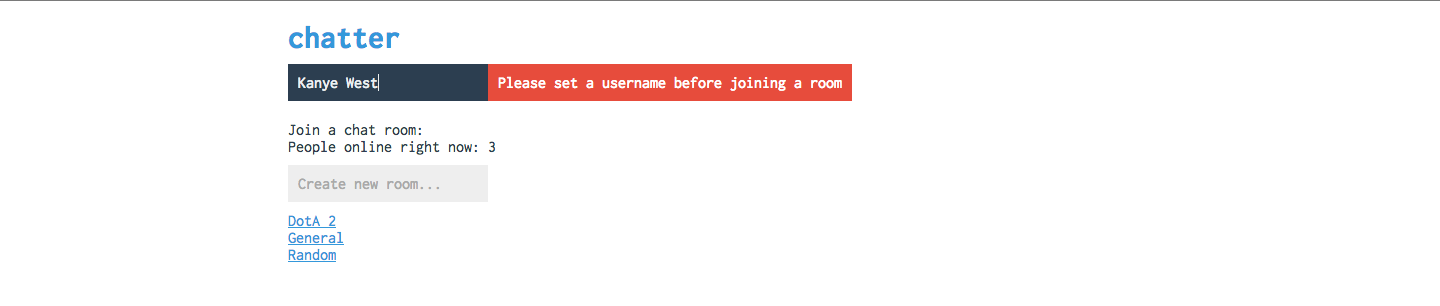 chatter
Kanye West Please set a username before joining a room
Join a chat room:
People online right now: 3
Create new room...
DotA 2
General
Random